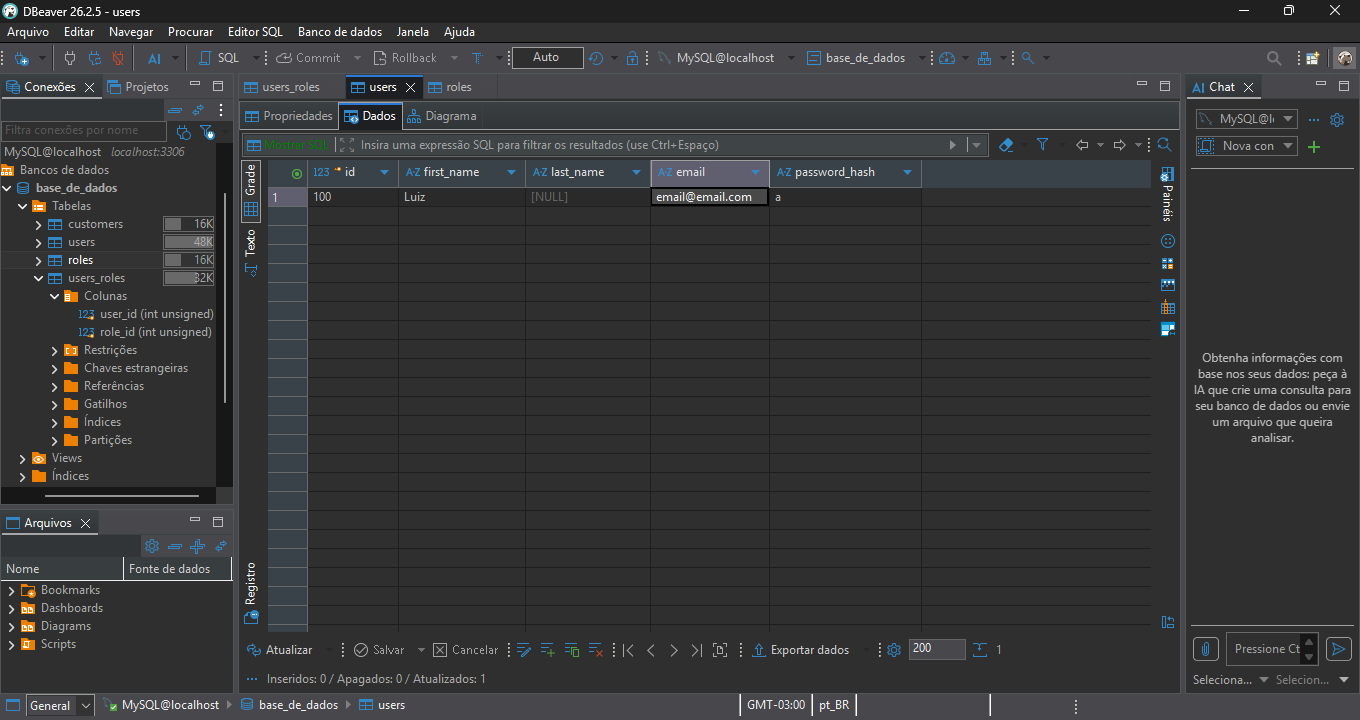 DBeaver 26.2.5 - users
Arquivo Editar Navegar Procurar Editor SQL Banco de dados Janela Ajuda
AI SQL Commit Rollback T Auto MySQL@localhost base_de_dados
Conexões Projetos
Filtra conexões por nome
MySQL@localhost localhost:3306
Bancos de dados
base_de_dados
Tabelas
customers 16K
users 48K
roles 16K
users_roles 32K
Colunas
123 user_id (int unsigned)
123 role_id (int unsigned)
Restrições
Chaves estrangeiras
Referências
Gatilhos
Índices
Partições
Views
Índices
Arquivos
Nome Fonte de dados
Bookmarks
Dashboards
Diagrams
Scripts
users_roles users roles
Propriedades Dados Diagrama
Mostrar SQL Insira uma expressão SQL para filtrar os resultados (use Ctrl+Espaço)
Grade
Texto
Registro
123 id A-Z first_name A-Z last_name A-Z email A-Z password_hash
1 100 Luiz [NULL] email@email.com a
Painéis
Atualizar Salvar Cancelar Exportar dados 200 1
Inseridos: 0 / Apagados: 0 / Atualizados: 1
AI Chat
MySQL@l
Nova con
Obtenha informações com
base nos seus dados: peça à
IA que crie uma consulta para
seu banco de dados ou envie
um arquivo que queira
analisar.
Pressione Ct
Seleciona... Selecion...
General MySQL@localhost base_de_dados users GMT-03:00 pt_BR